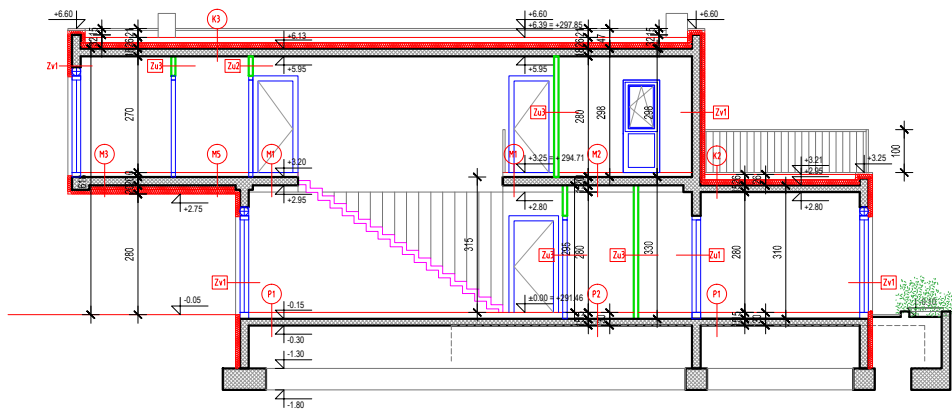 +6.60
K3
+6.60
+6.39 = +297.85
+6.60
+6.13
Zv1
Zu3
Zu2
+5.95
+5.95
270
Zu3
280
298
298
Zv1
100
M3
M5
M1
+3.20
M1
+3.25 = +294.71
M2
K2
+3.21
+3.25
+2.95
+2.95
+2.75
+2.80
+2.80
280
315
295
280
Zu3
330
Zu1
280
310
Zv1
Zv1
-0.05
P1
-0.15
±0.00 = +291.46
P2
P1
-0.10
-0.30
-1.30
-1.80